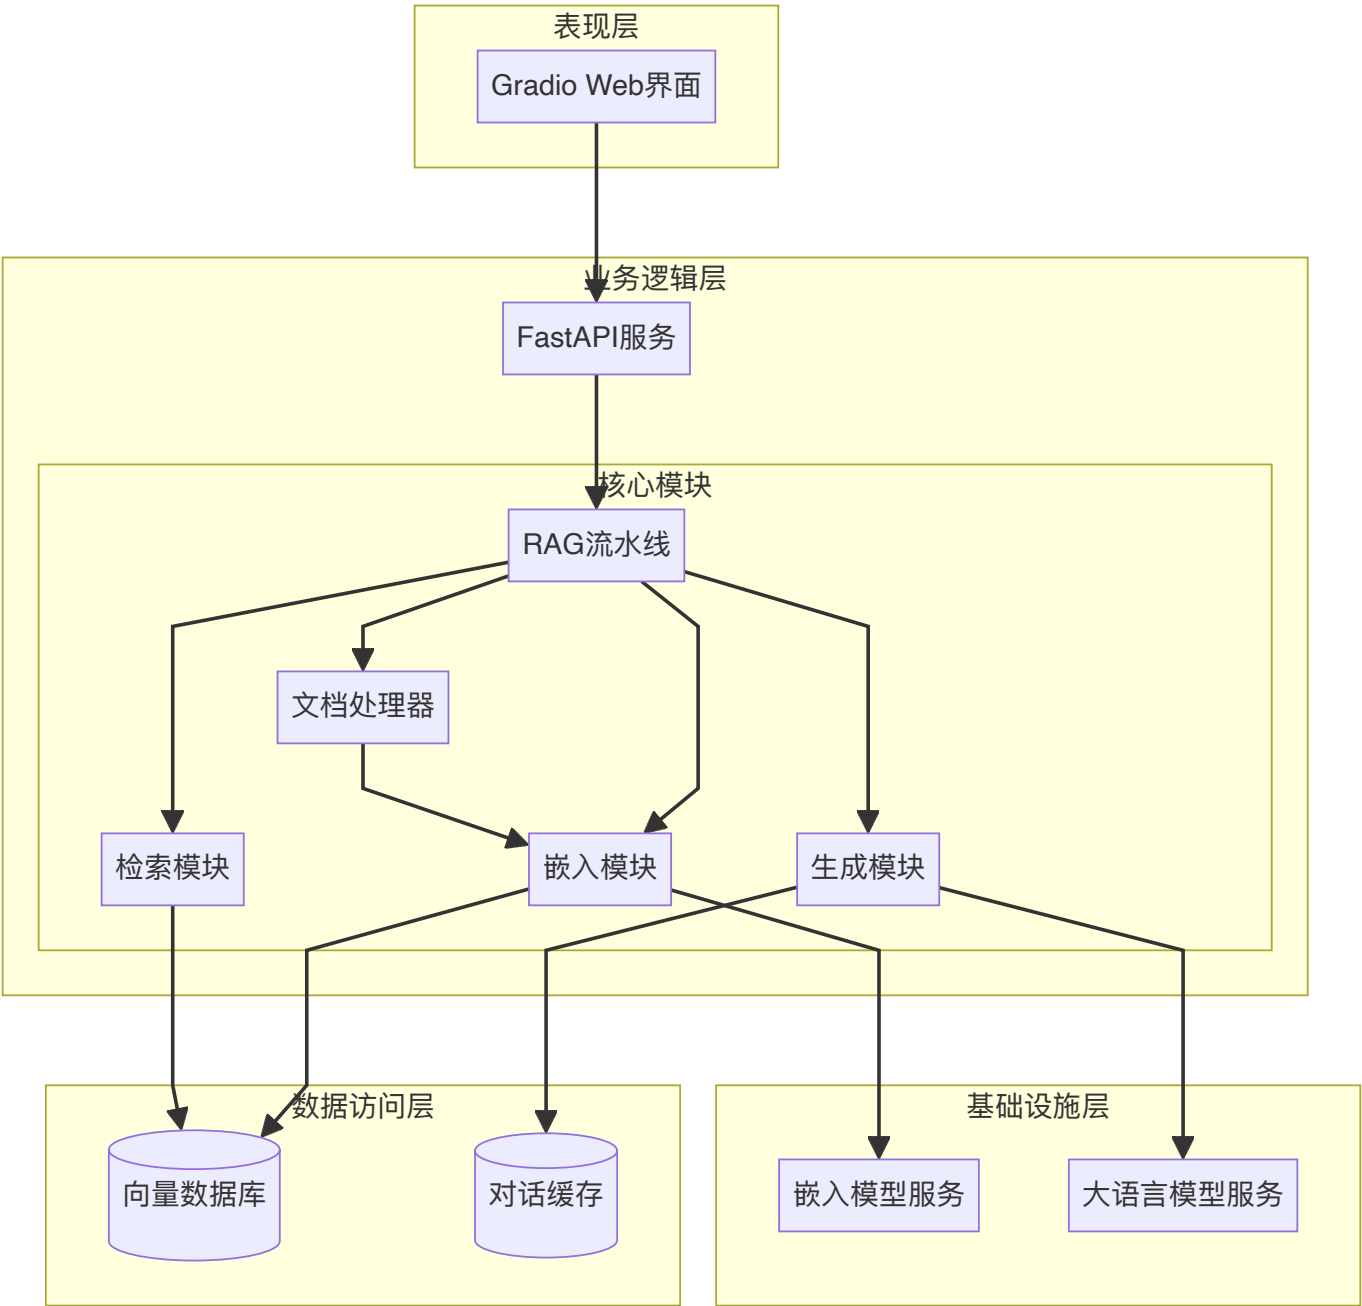 表现层
Gradio Web界面
业务逻辑层
FastAPI服务
核心模块
RAG流水线
文档处理器
检索模块
嵌入模块
生成模块
数据访问层
基础设施层
向量数据库
对话缓存
嵌入模型服务
大语言模型服务